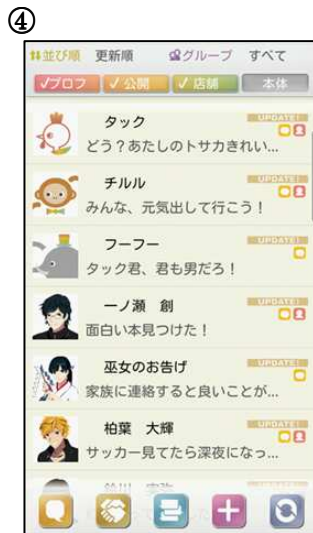 ④
並び順 更新順 グループ すべて
プロフ 公開 店舗 本体
タック
UPDATE!
どう？あたしのトサカきれい...
チルル
UPDATE!
みんな、元気出して行こう！
フーフー
UPDATE!
タック君、君も男だろ！
一ノ瀬 創
UPDATE!
面白い本見つけた！
巫女のお告げ
UPDATE!
家族に連絡すると良いことが...
柏葉 大輝
UPDATE!
サッカー見てたら深夜になっ...